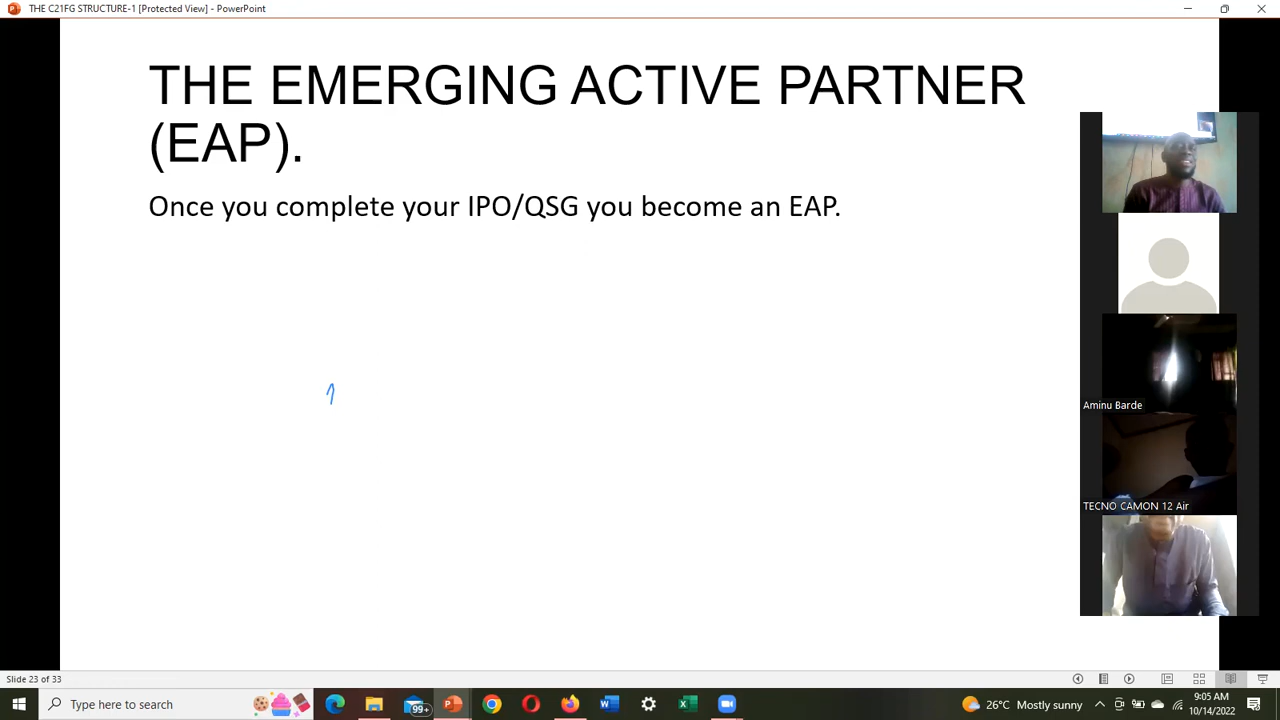 THE C21FG STRUCTURE-1 [Protected View] - PowerPoint
THE EMERGING ACTIVE PARTNER
(EAP).
Once you complete your IPO/QSG you become an EAP.
Aminu Barde
TECNO CAMON 12 Air
Slide 23 of 33
Type here to search
99+
26°C Mostly sunny
9:05 AM
10/14/2022